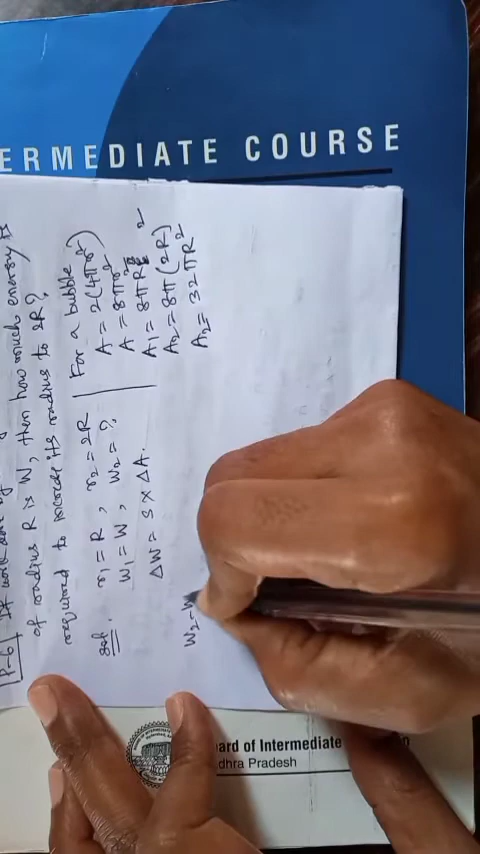 ERMEDIATE COURSE
P-6) If work done by
of radius R is W, then how much energy is
required to increase its radius to 2R?
sol. r₁ = R, r₂ = 2R
W₁ = W, W₂ = ?
ΔW = S × ΔA.
W₂ - W
For a bubble
A = 2(4πr²)
A = 8πr²
A₁ = 8πR²
A₂ = 8π(2R)²
A₂ = 32πR²
ard of Intermediate
dhra Pradesh